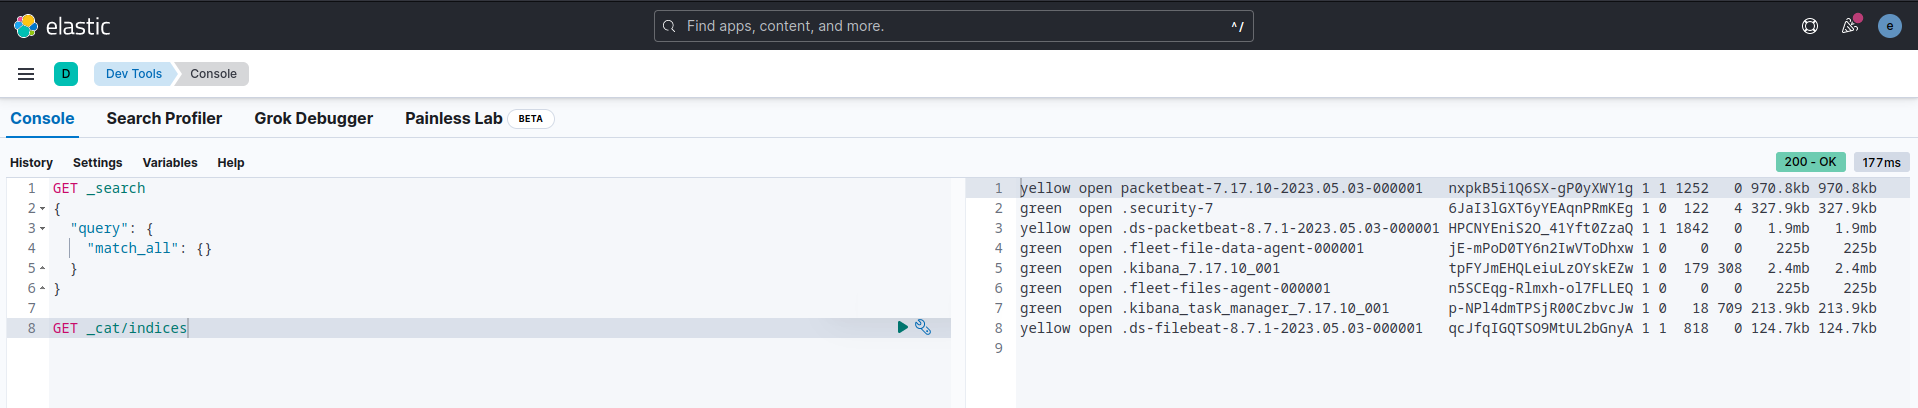 elastic
Find apps, content, and more.
^/
e
D
Dev Tools
Console
Console
Search Profiler
Grok Debugger
Painless Lab
BETA
History
Settings
Variables
Help
200 - OK
177ms
1 GET _search
2 {
3 "query": {
4 "match_all": {}
5 }
6 }
7
8 GET _cat/indices
1 yellow open packetbeat-7.17.10-2023.05.03-000001 nxpkB5i1Q6SX-gP0yXWY1g 1 1 1252 0 970.8kb 970.8kb
2 green open .security-7 6JaI3lGXT6yYEAqnPRmKEg 1 0 122 4 327.9kb 327.9kb
3 yellow open .ds-packetbeat-8.7.1-2023.05.03-000001 HPCNYEniS2O_41Yft0ZzaQ 1 1 1842 0 1.9mb 1.9mb
4 green open .fleet-file-data-agent-000001 jE-mPoD0TY6n2IwVToDhxw 1 0 0 0 225b 225b
5 green open .kibana_7.17.10_001 tpFYJmEHQLeiuLzOYskEZw 1 0 179 308 2.4mb 2.4mb
6 green open .fleet-files-agent-000001 n5SCEqg-Rlmxh-ol7FLLEQ 1 0 0 0 225b 225b
7 green open .kibana_task_manager_7.17.10_001 p-NPl4dmTPSjR00CzbvcJw 1 0 18 709 213.9kb 213.9kb
8 yellow open .ds-filebeat-8.7.1-2023.05.03-000001 qcJfqIGQTSO9MtUL2bGnyA 1 1 818 0 124.7kb 124.7kb
9